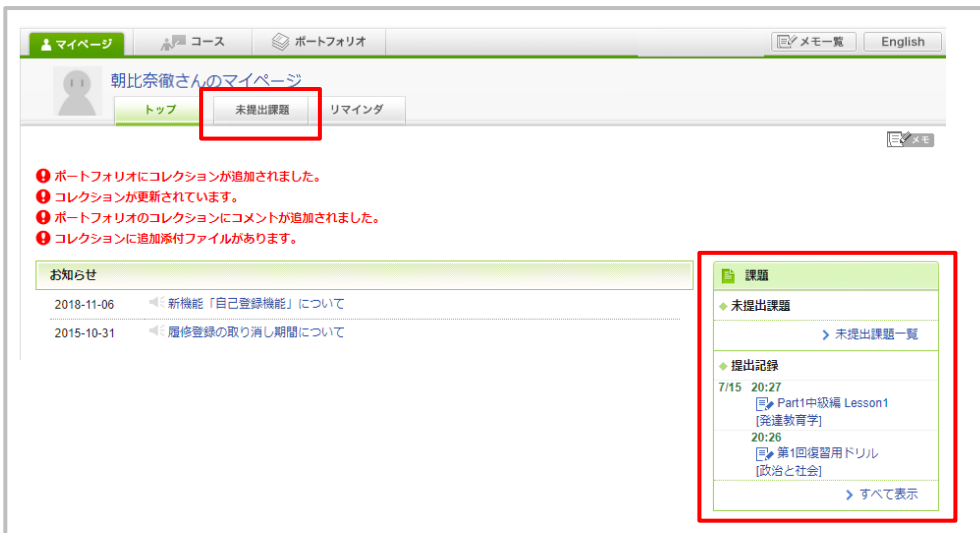 マイページ コース ポートフォリオ メモ一覧 English
朝比奈徹さんのマイページ
トップ 未提出課題 リマインダ
メモ
ポートフォリオにコレクションが追加されました。
コレクションが更新されています。
ポートフォリオのコレクションにコメントが追加されました。
コレクションに追加添付ファイルがあります。
お知らせ
2018-11-06 新機能「自己登録機能」について
2015-10-31 履修登録の取り消し期間について
課題
未提出課題
未提出課題一覧
提出記録
7/15 20:27
Part1中級編 Lesson1
[発達教育学]
20:26
第1回復習用ドリル
[政治と社会]
すべて表示